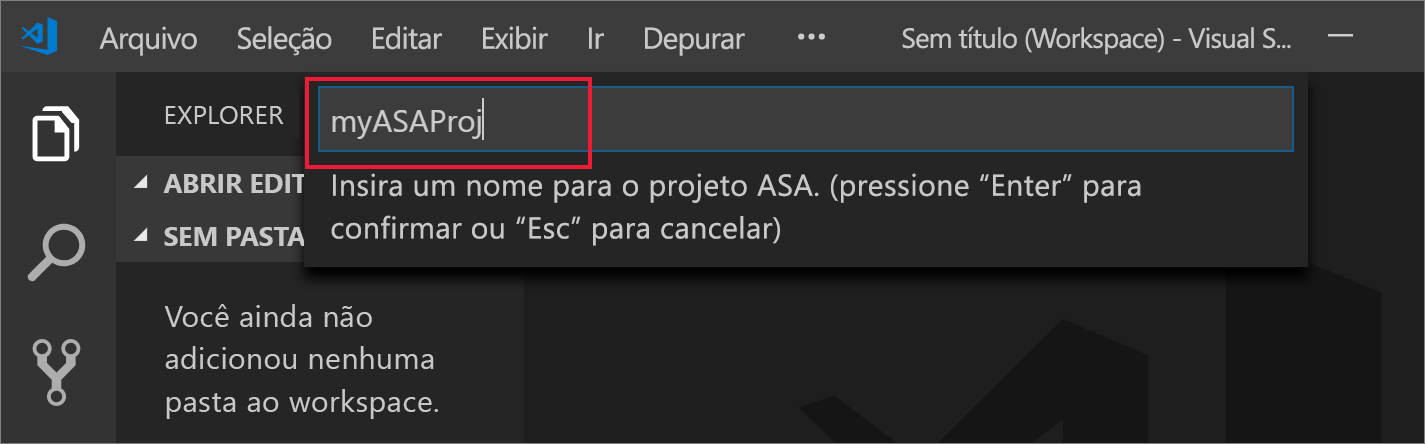 Arquivo Seleção Editar Exibir Ir Depurar ··· Sem título (Workspace) - Visual S...
EXPLORER
myASAProj
Insira um nome para o projeto ASA. (pressione “Enter” para
confirmar ou “Esc” para cancelar)
ABRIR EDIT
SEM PASTA
Você ainda não
adicionou nenhuma
pasta ao workspace.